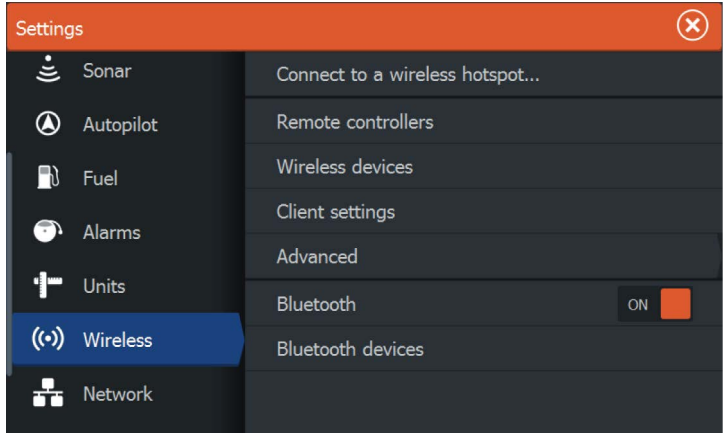 Settings
Sonar
Autopilot
Fuel
Alarms
Units
Wireless
Network
Connect to a wireless hotspot...
Remote controllers
Wireless devices
Client settings
Advanced
Bluetooth ON
Bluetooth devices